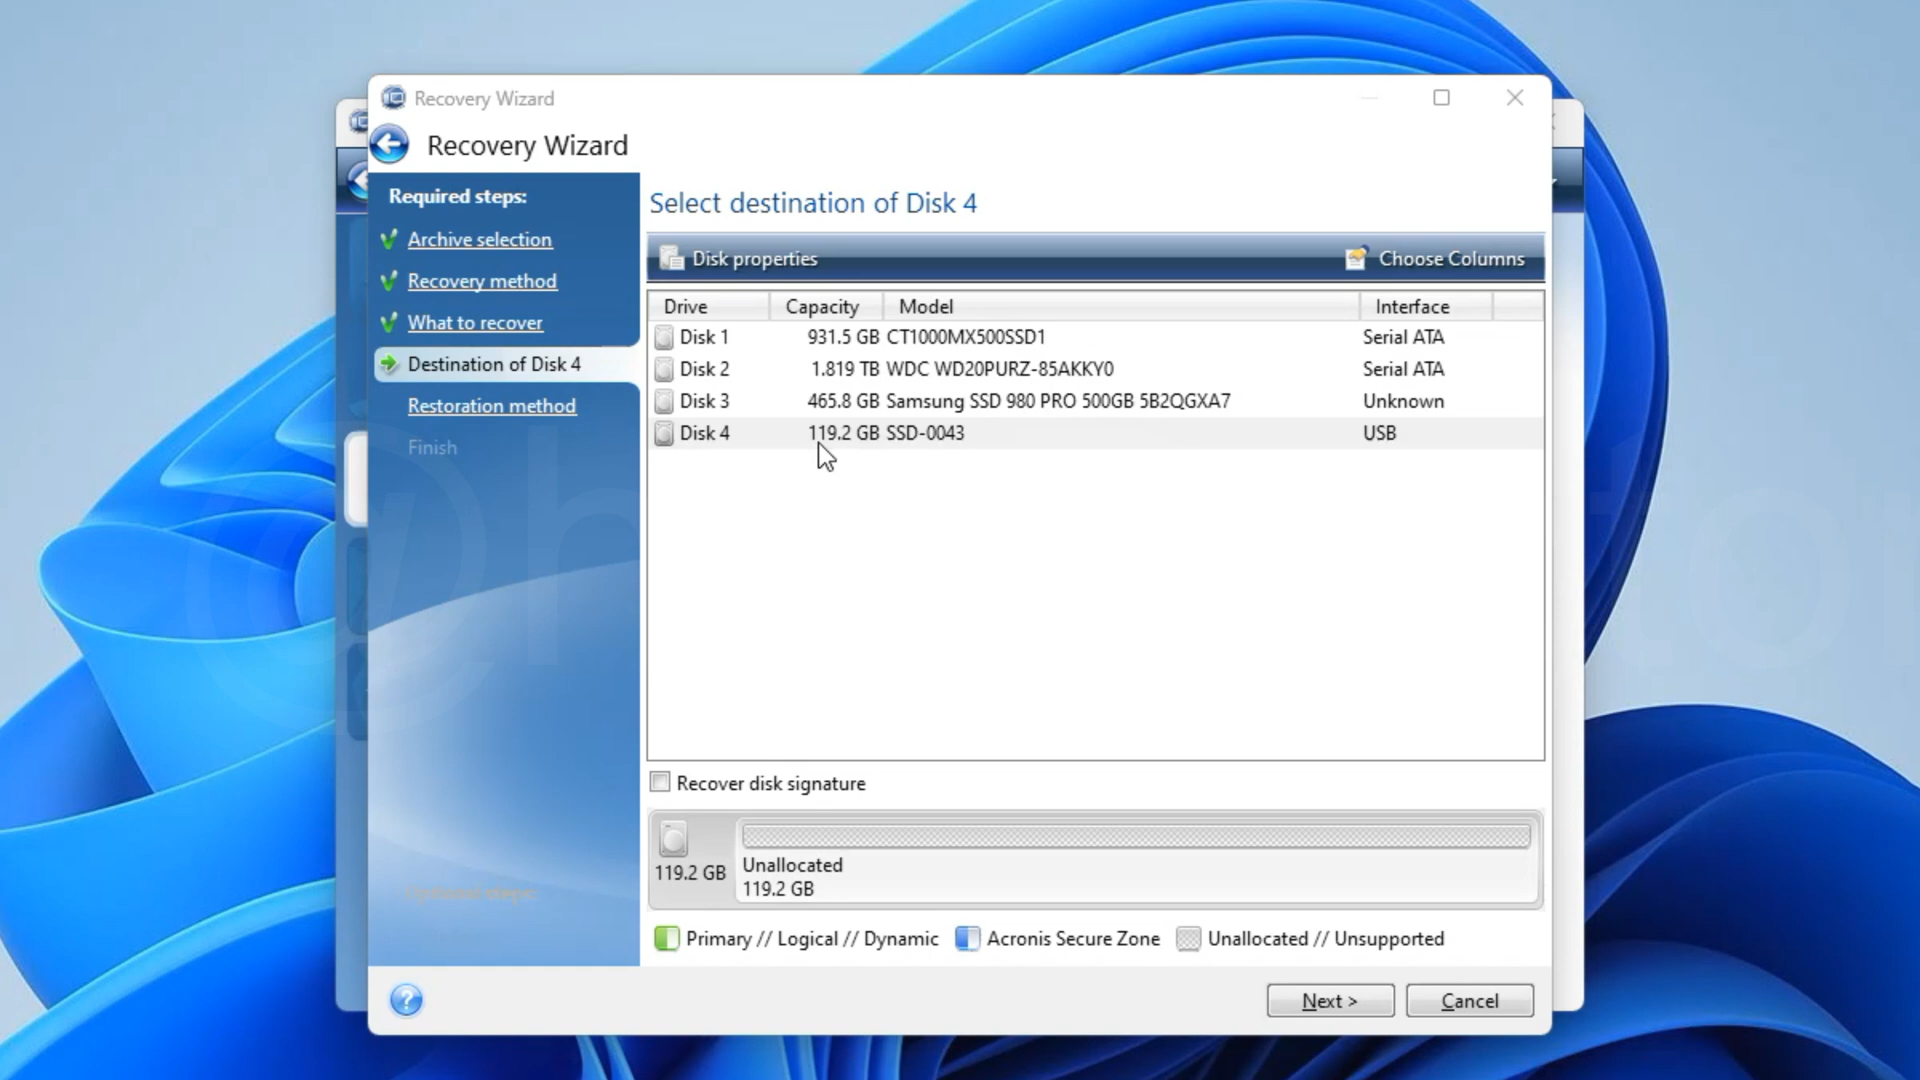 Recovery Wizard
Recovery Wizard
Required steps:
Archive selection
Recovery method
What to recover
Destination of Disk 4
Restoration method
Finish
Optional steps:
Select destination of Disk 4
Disk properties
Choose Columns
Drive Capacity Model Interface
Disk 1 931.5 GB CT1000MX500SSD1 Serial ATA
Disk 2 1.819 TB WDC WD20PURZ-85AKKY0 Serial ATA
Disk 3 465.8 GB Samsung SSD 980 PRO 500GB 5B2QGXA7 Unknown
Disk 4 119.2 GB SSD-0043 USB
Recover disk signature
119.2 GB
Unallocated
119.2 GB
Primary // Logical // Dynamic Acronis Secure Zone Unallocated // Unsupported
Next >
Cancel